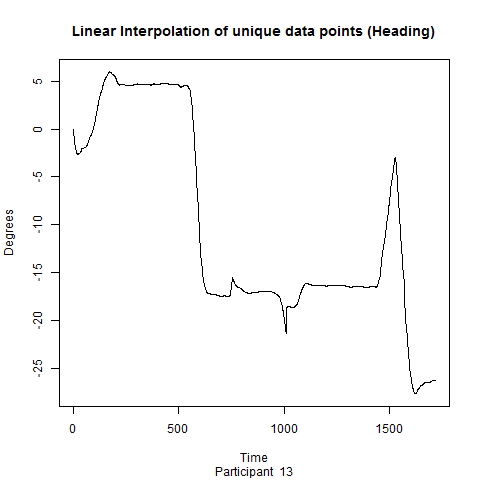 Linear Interpolation of unique data points (Heading)
Degrees
5
0
-5
-10
-15
-20
-25
0 500 1000 1500
Time
Participant 13